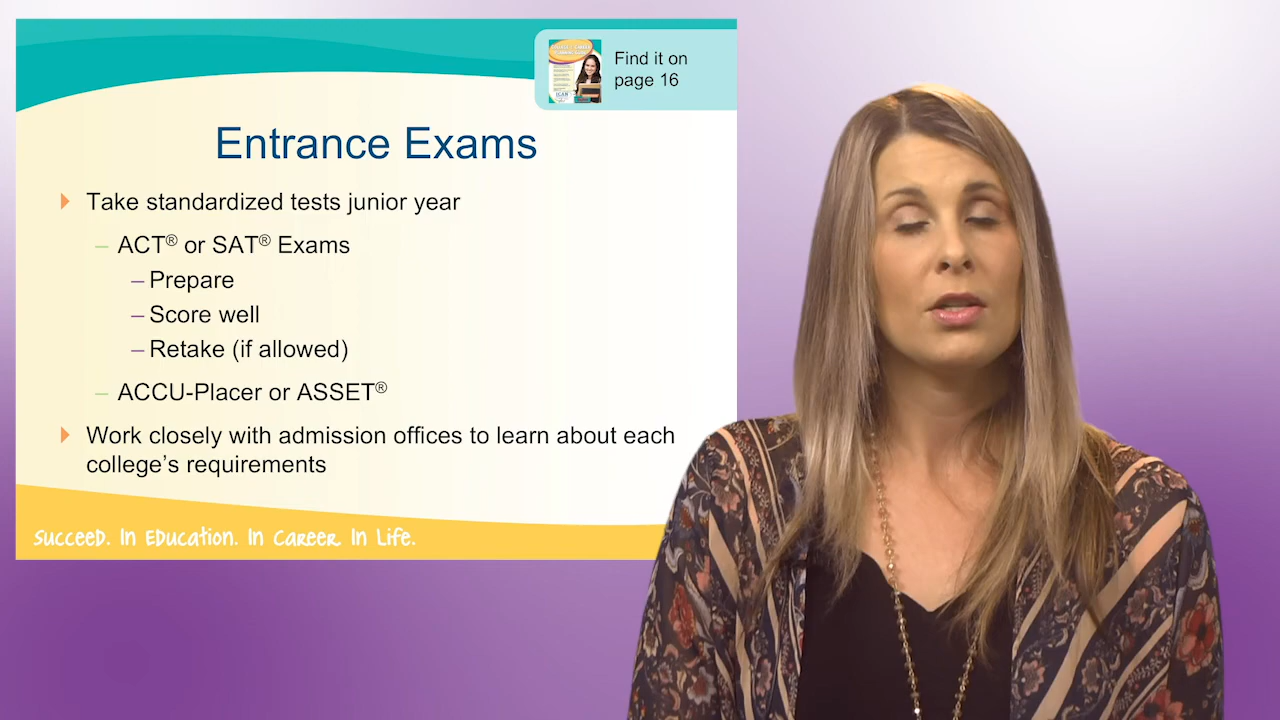 Find it on
page 16
ICAN
Entrance Exams
Take standardized tests junior year
– ACT® or SAT® Exams
– Prepare
– Score well
– Retake (if allowed)
– ACCU-Placer or ASSET®
Work closely with admission offices to learn about each
college's requirements
Succeed. In Education. In Career. In Life.